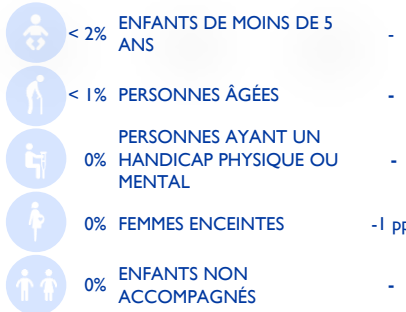 < 2% ENFANTS DE MOINS DE 5 -
ANS
< 1% PERSONNES ÂGÉES -
PERSONNES AYANT UN
0% HANDICAP PHYSIQUE OU -
MENTAL
0% FEMMES ENCEINTES -1 pp
0% ENFANTS NON -
ACCOMPAGNÉS